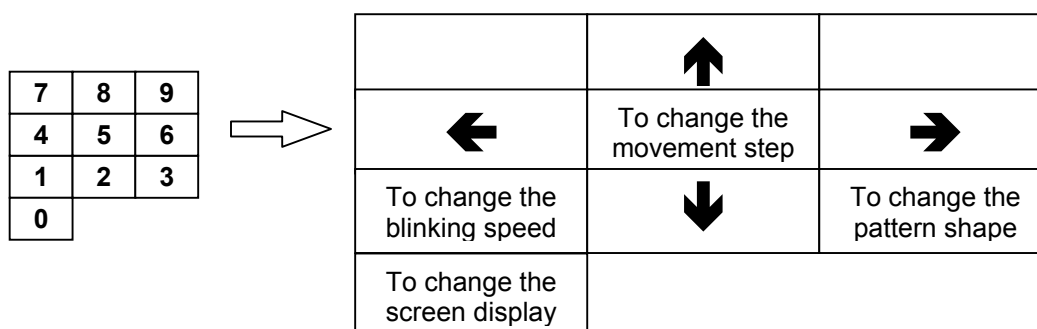 7 8 9
4 5 6
1 2 3
0
To change the
movement step
To change the
blinking speed
To change the
pattern shape
To change the
screen display